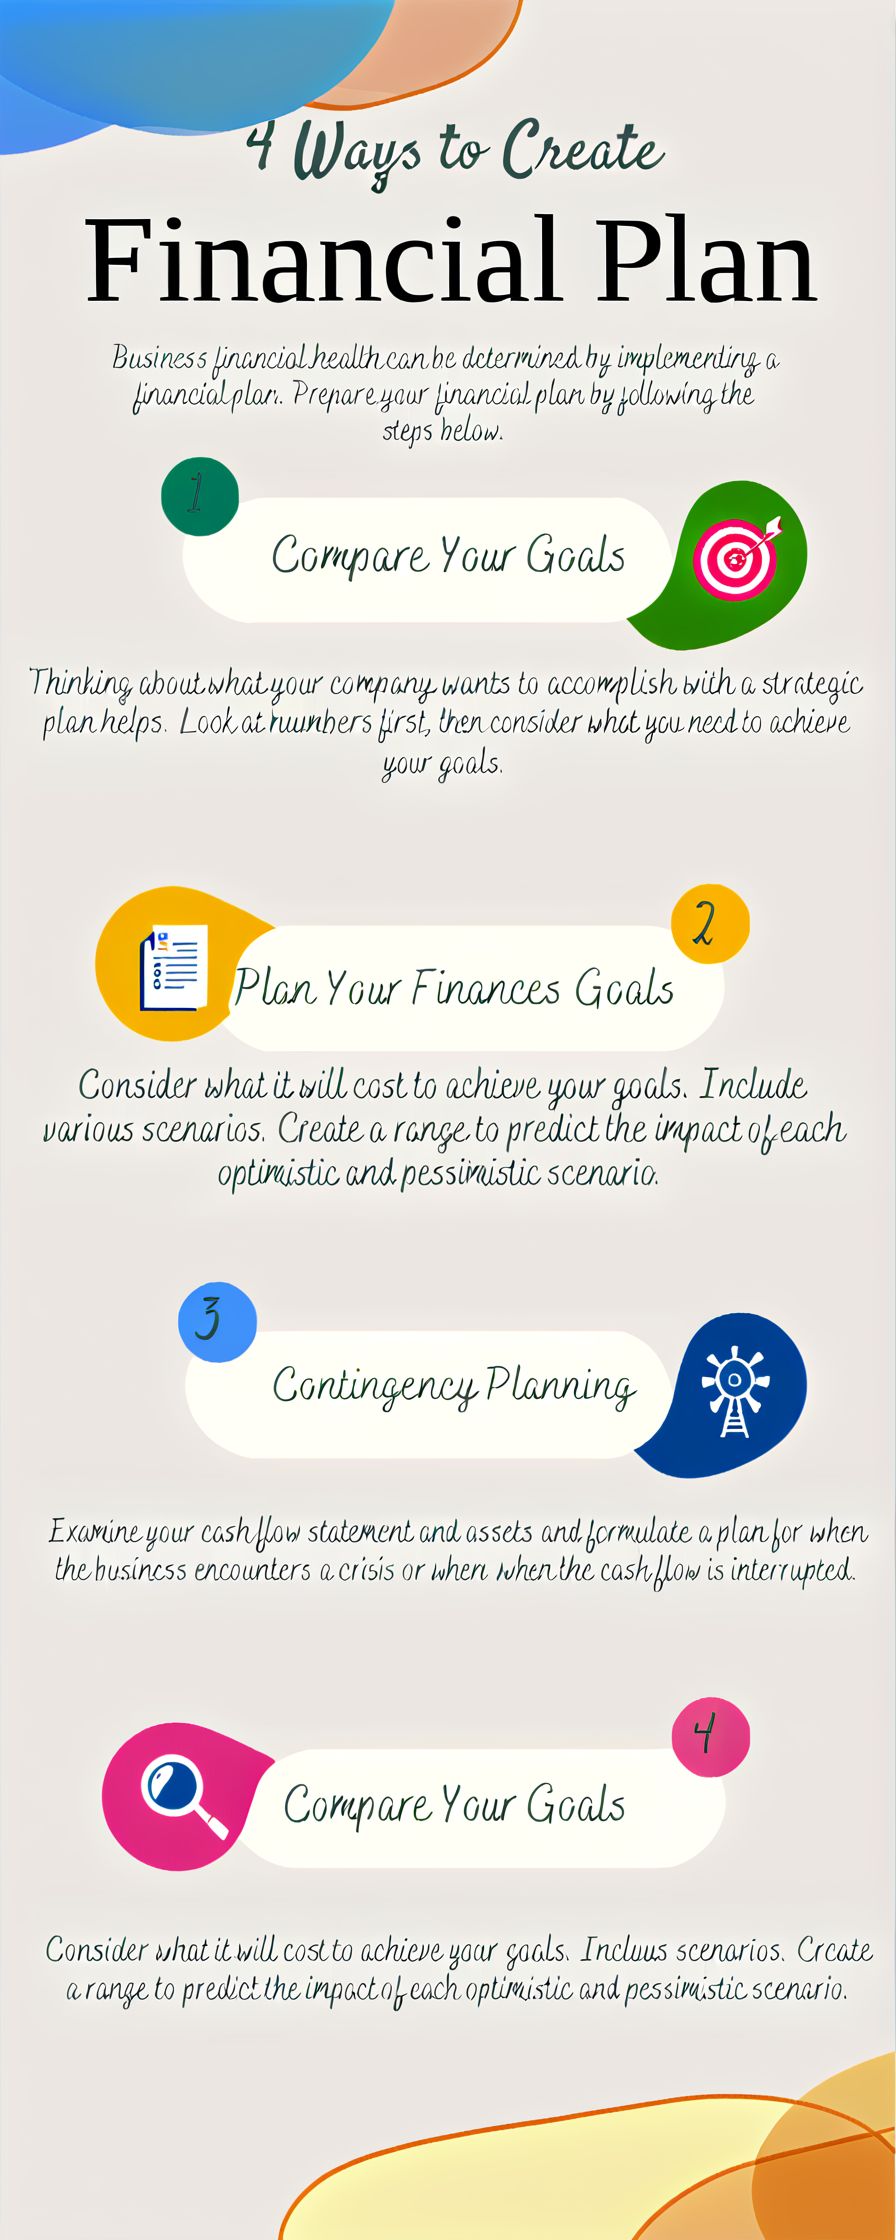 4 Ways to Create
Financial Plan
Business financial health can be determined by implementing a
financial plan. Prepare your financial plan by following the
steps below.
1
Compare Your Goals
Thinking about what your company wants to accomplish with a strategic
plan helps. Look at numbers first, then consider what you need to achieve
your goals.
2
Plan Your Finances Goals
Consider what it will cost to achieve your goals. Include
various scenarios. Create a range to predict the impact of each
optimistic and pessimistic scenario.
3
Contingency Planning
Examine your cash flow statement and assets and formulate a plan for when
the business encounters a crisis or when when the cash flow is interrupted.
4
Compare Your Goals
Consider what it will cost to achieve your goals. Incluus scenarios. Create
a range to predict the impact of each optimistic and pessimistic scenario.